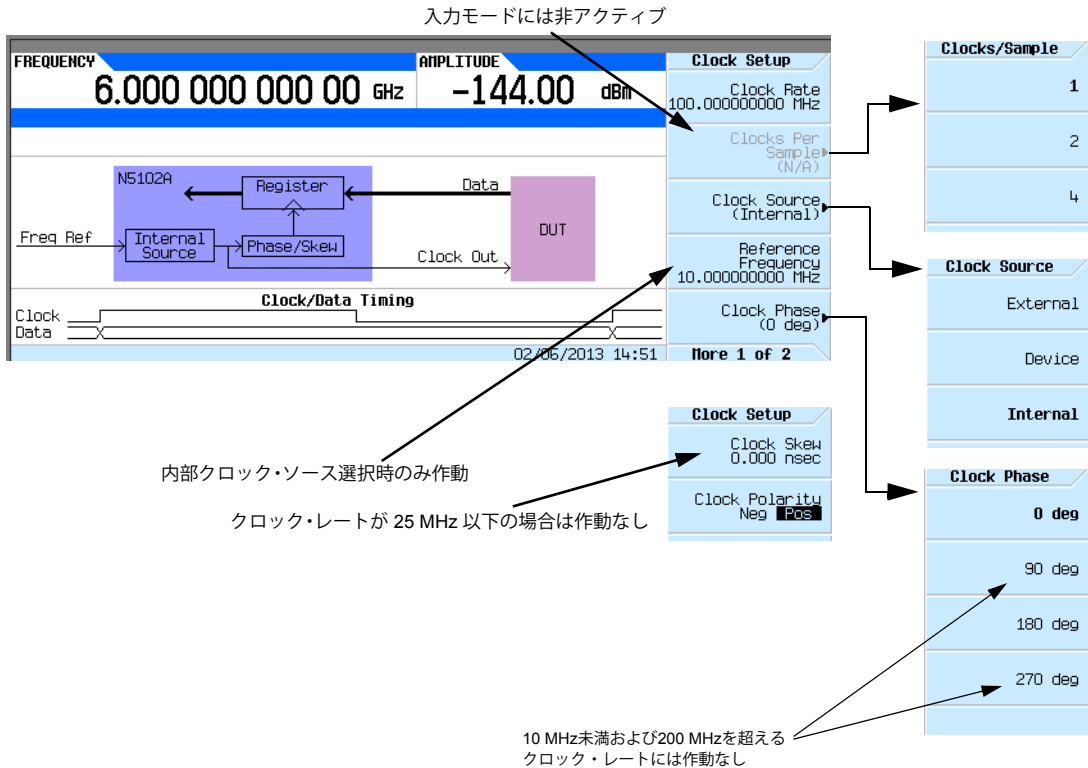 入力モードには非アクティブ
FREQUENCY
6.000 000 000 00 GHz
AMPLITUDE
-144.00 dBm
N5102A
Register
Data
Freq Ref
Internal
Source
Phase/Skew
Clock Out
DUT
Clock/Data Timing
Clock
Data
02/06/2013 14:51
Clock Setup
Clock Rate
100.000000000 MHz
Clocks Per
Sample
(N/A)
Clock Source
(Internal)
Reference
Frequency
10.000000000 MHz
Clock Phase
(0 deg)
More 1 of 2
Clocks/Sample
1
2
4
Clock Source
External
Device
Internal
内部クロック・ソース選択時のみ作動
クロック・レートが 25 MHz 以下の場合は作動なし
Clock Setup
Clock Skew
0.000 nsec
Clock Polarity
Neg Pos
Clock Phase
0 deg
90 deg
180 deg
270 deg
10 MHz未満および200 MHzを超える
クロック・レートには作動なし